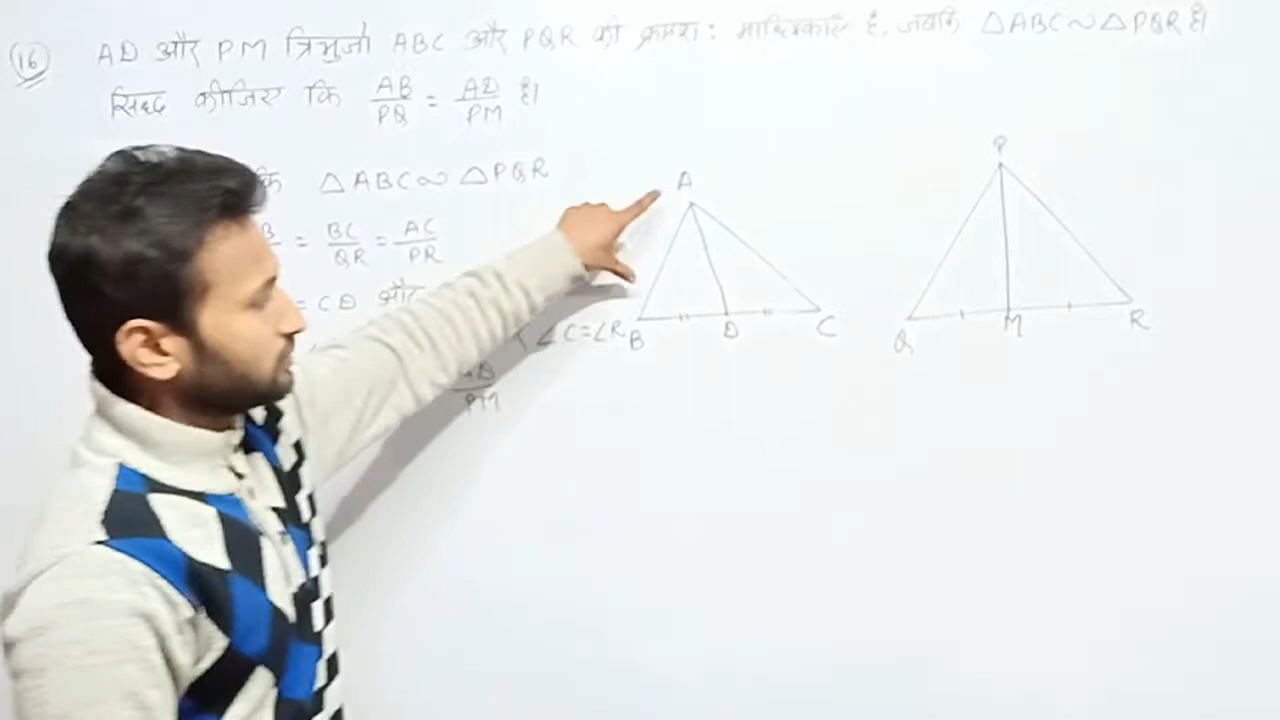 16 AD और PM त्रिभुजों ABC और PQR की क्रमश: माध्यिकाएँ है, जबकि △ABC ~ △PQR है।
सिद्ध कीजिए कि AB/PQ = AD/PM है।
△ABC ~ △PQR
= BC/QR = AC/PR
= CD और
∠C=∠R
PM
A
B
D
C
P
Q
M
R